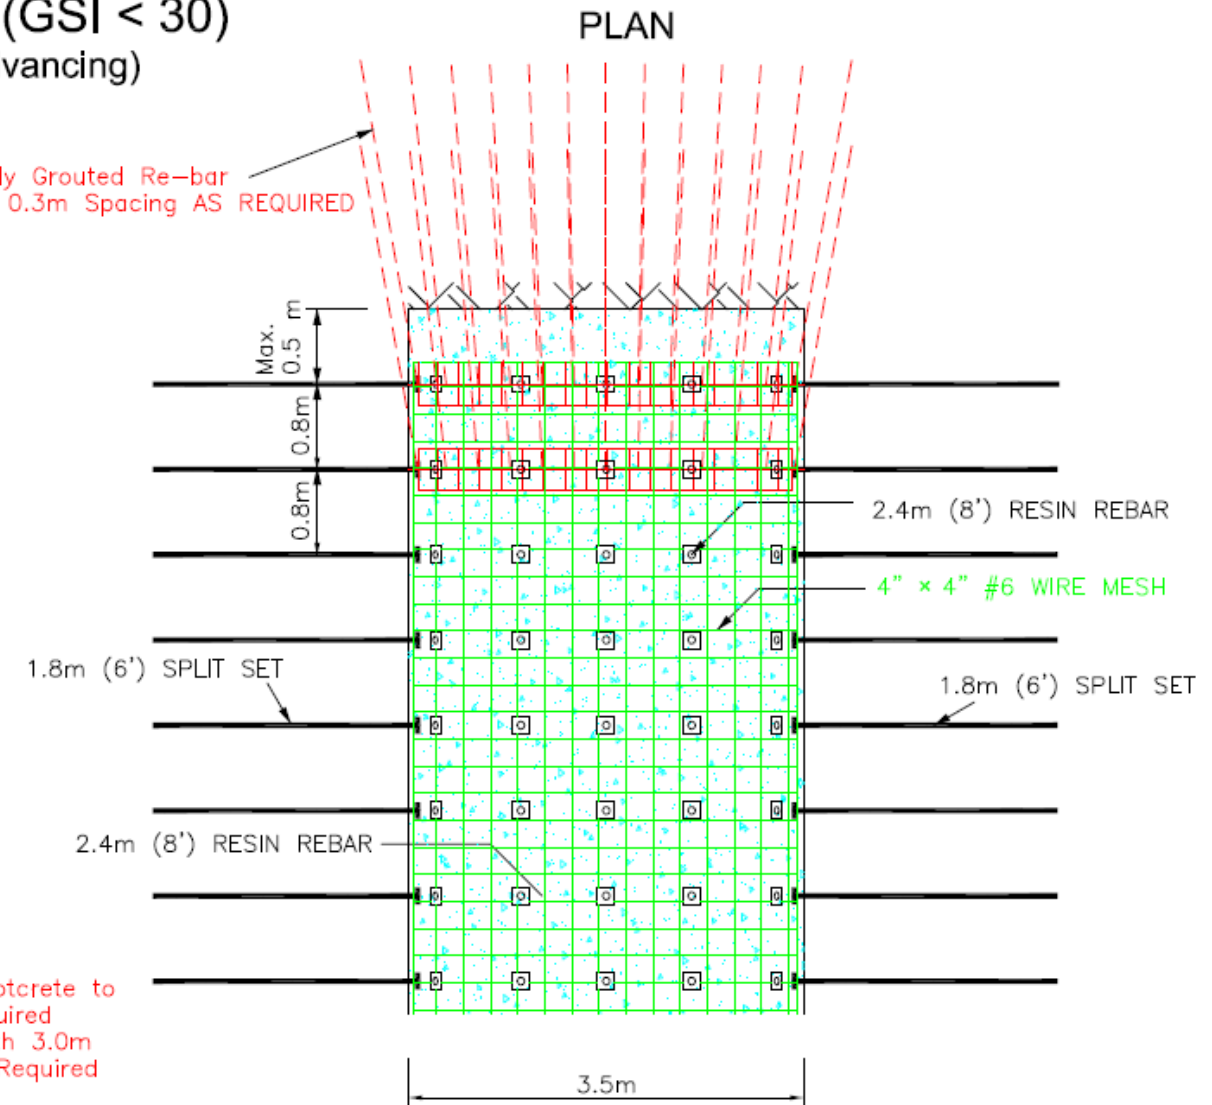 (GSI < 30)
vancing)
PLAN
ly Grouted Re-bar
0.3m Spacing AS REQUIRED
Max.
0.5 m
0.8m
0.8m
2.4m (8') RESIN REBAR
4" × 4" #6 WIRE MESH
1.8m (6') SPLIT SET
1.8m (6') SPLIT SET
2.4m (8') RESIN REBAR
otcrete to
uired
h 3.0m
Required
3.5m